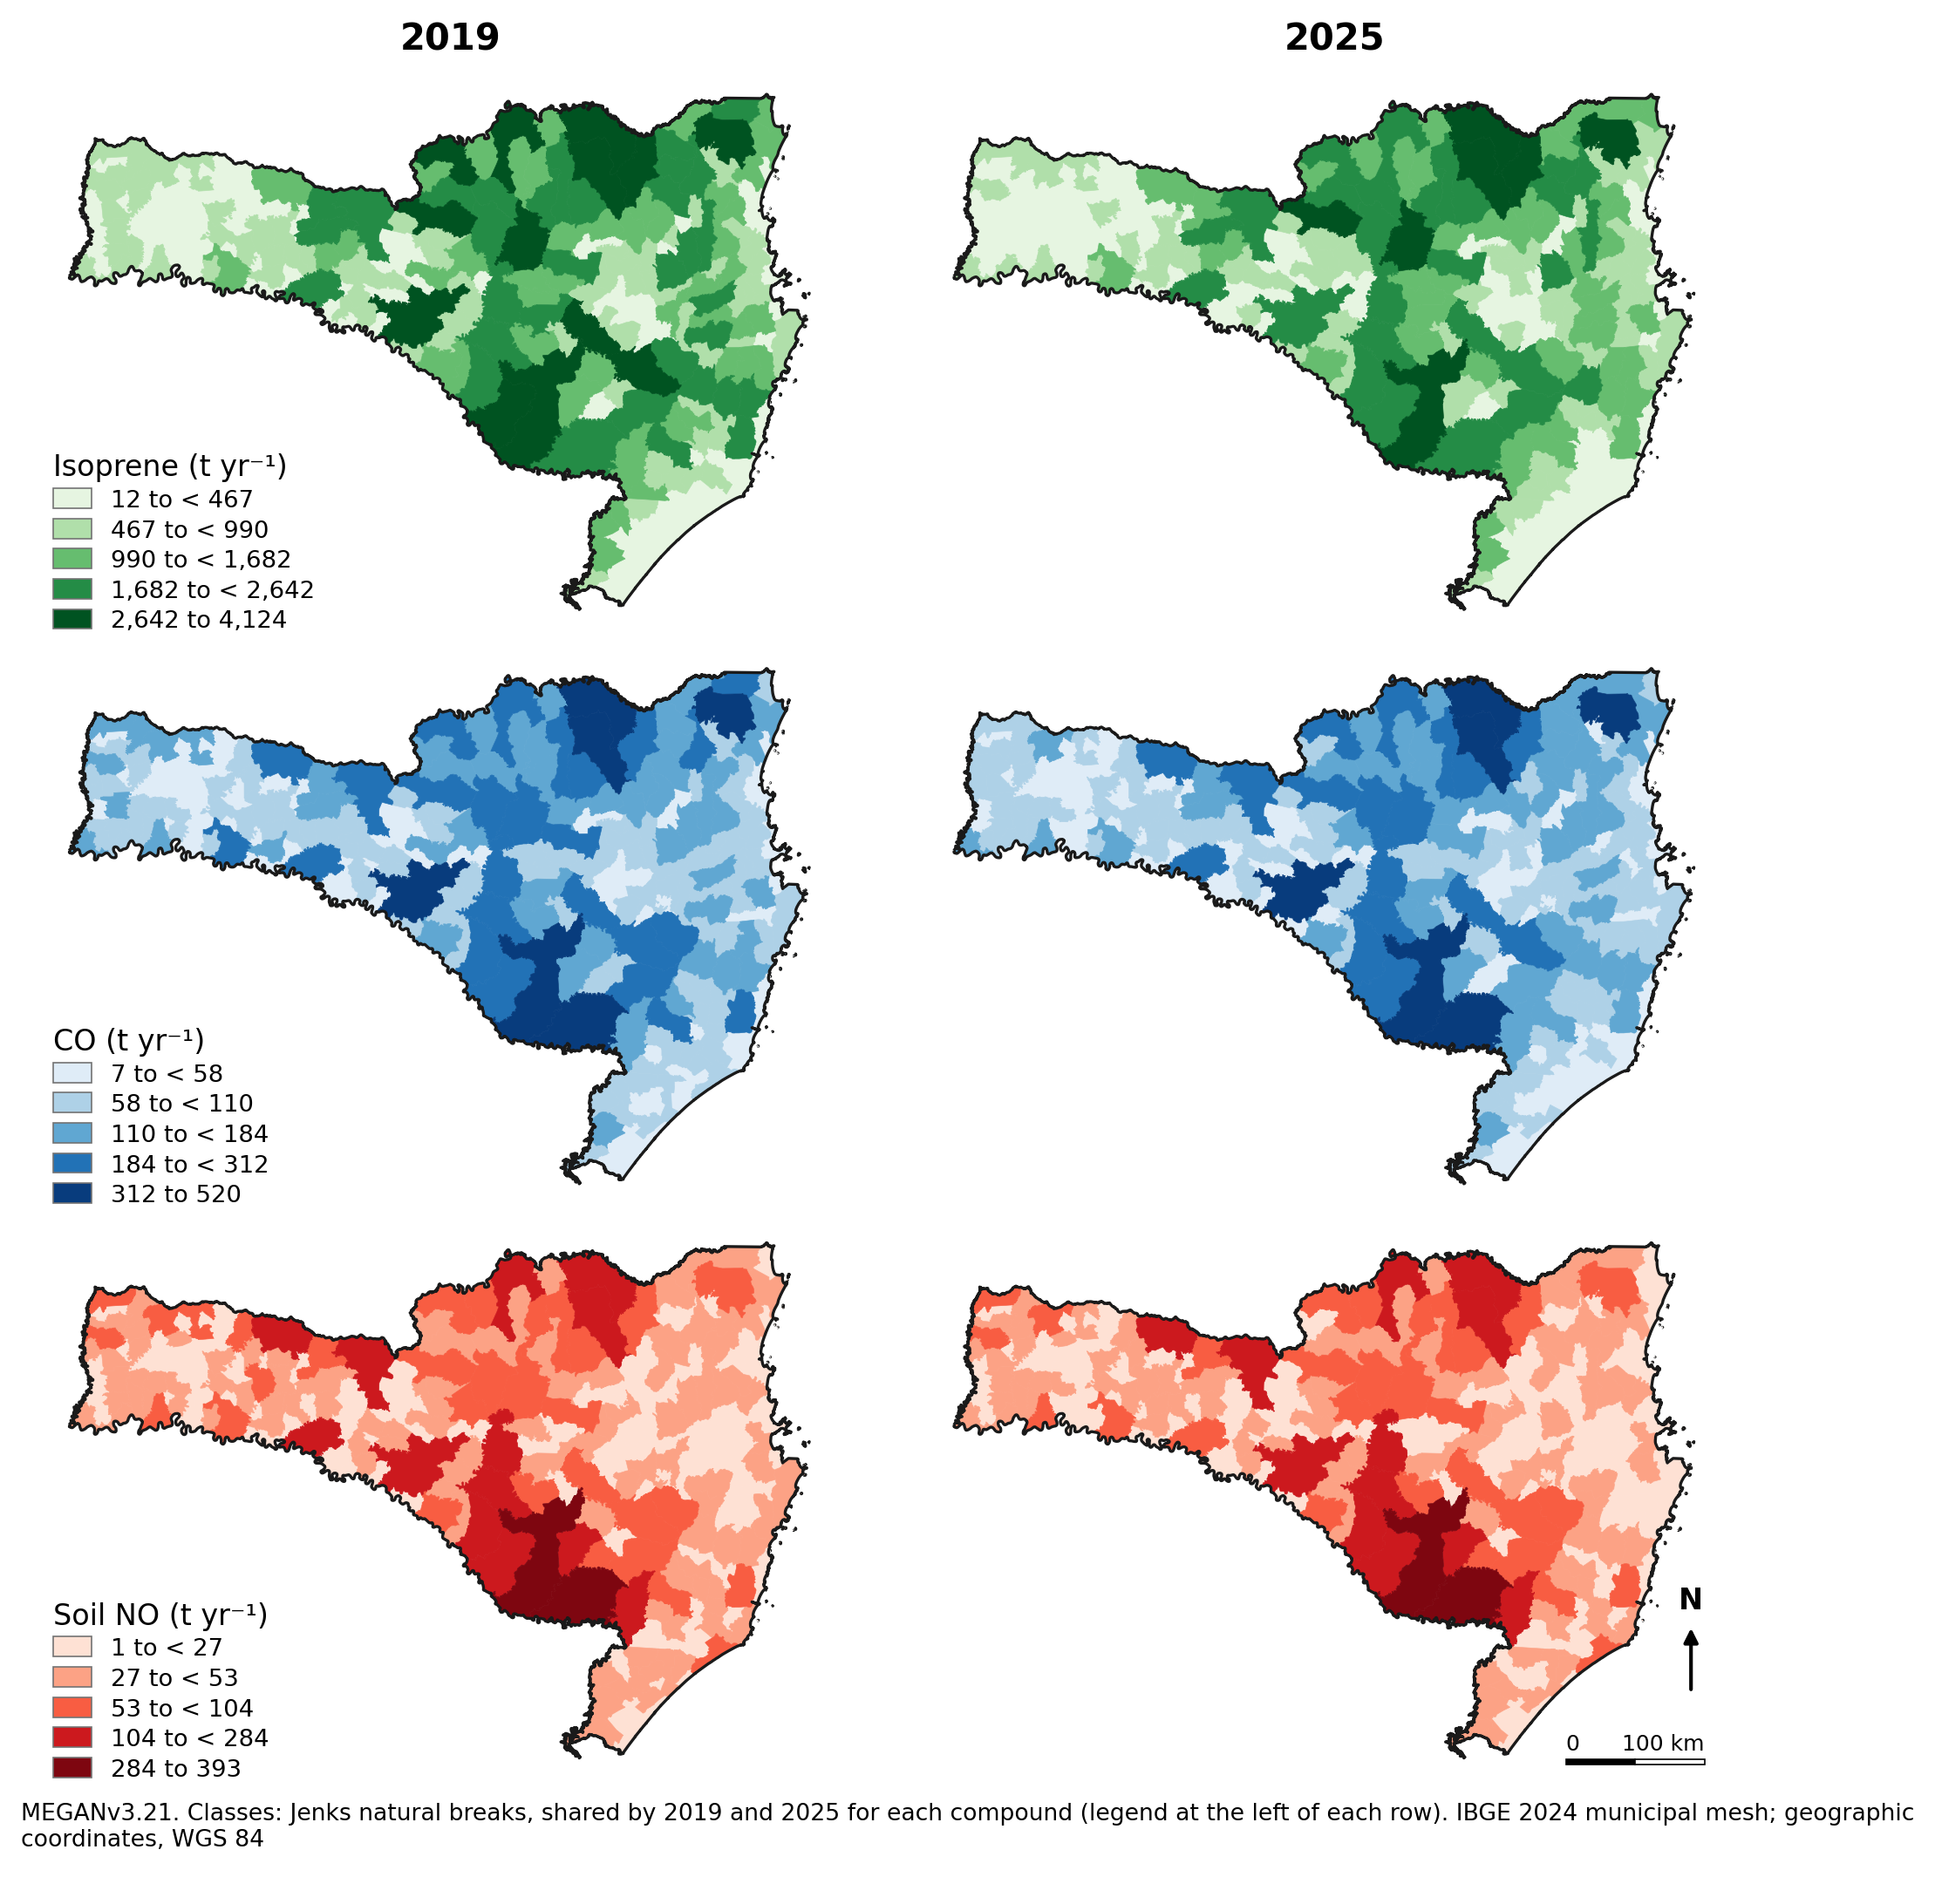 2019
2025
Isoprene (t yr⁻¹)
12 to < 467
467 to < 990
990 to < 1,682
1,682 to < 2,642
2,642 to 4,124
CO (t yr⁻¹)
7 to < 58
58 to < 110
110 to < 184
184 to < 312
312 to 520
Soil NO (t yr⁻¹)
1 to < 27
27 to < 53
53 to < 104
104 to < 284
284 to 393
N
0 100 km
MEGANv3.21. Classes: Jenks natural breaks, shared by 2019 and 2025 for each compound (legend at the left of each row). IBGE 2024 municipal mesh; geographic
coordinates, WGS 84